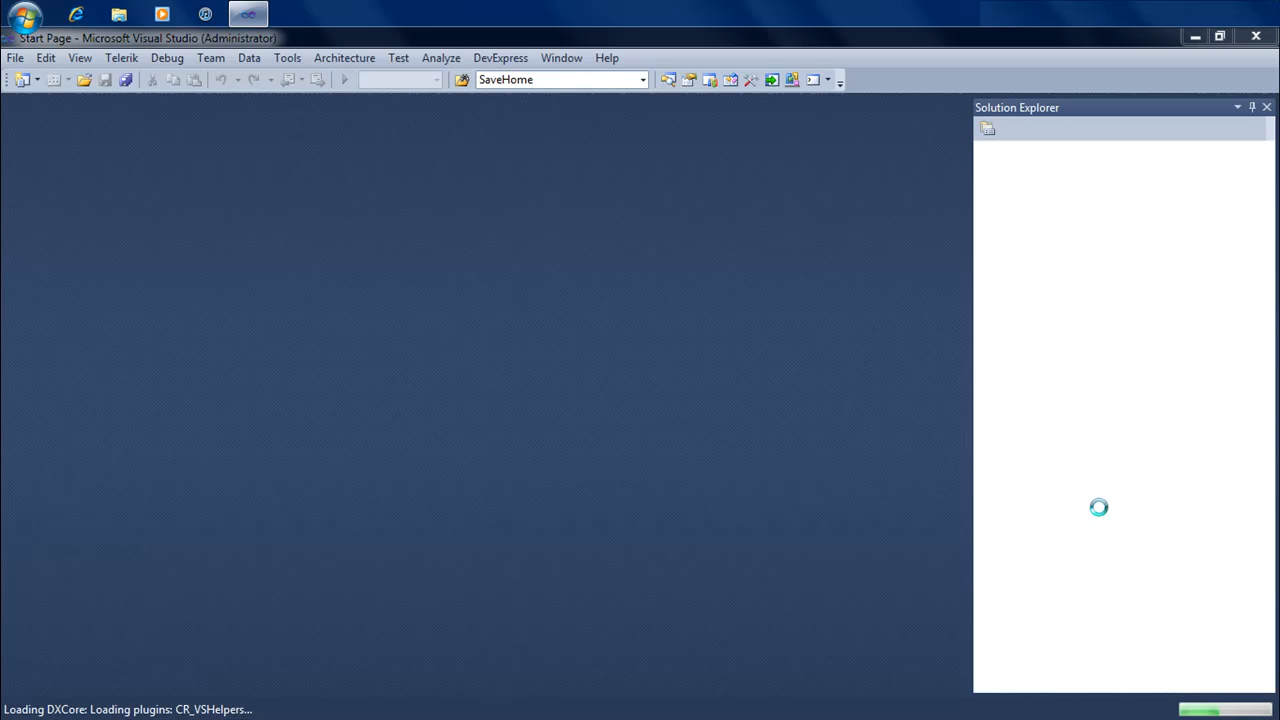 Start Page - Microsoft Visual Studio (Administrator)
File Edit View Telerik Debug Team Data Tools Architecture Test Analyze DevExpress Window Help
SaveHome
Solution Explorer
Loading DXCore: Loading plugins: CR_VSHelpers...